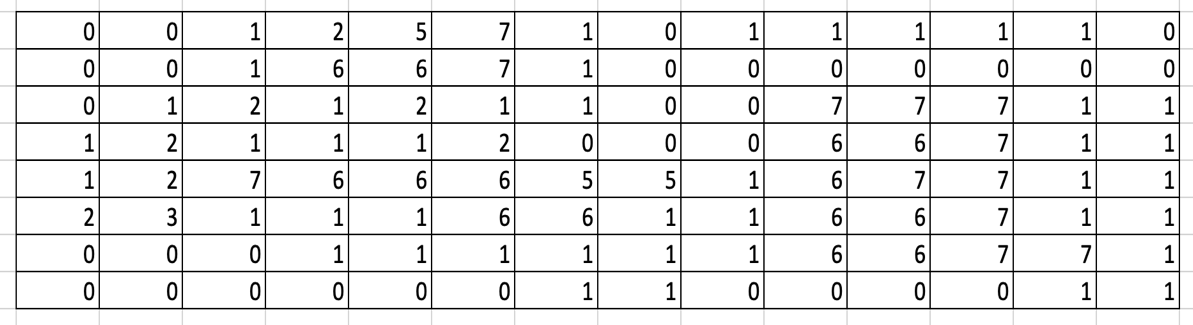 0 0 1 2 5 7 1 0 1 1 1 1 1 0
0 0 1 6 6 7 1 0 0 0 0 0 0 0
0 1 2 1 2 1 1 0 0 7 7 7 1 1
1 2 1 1 1 2 0 0 0 6 6 7 1 1
1 2 7 6 6 6 5 5 1 6 7 7 1 1
2 3 1 1 1 6 6 1 1 6 6 7 1 1
0 0 0 1 1 1 1 1 1 6 6 7 7 1
0 0 0 0 0 0 1 1 0 0 0 0 1 1